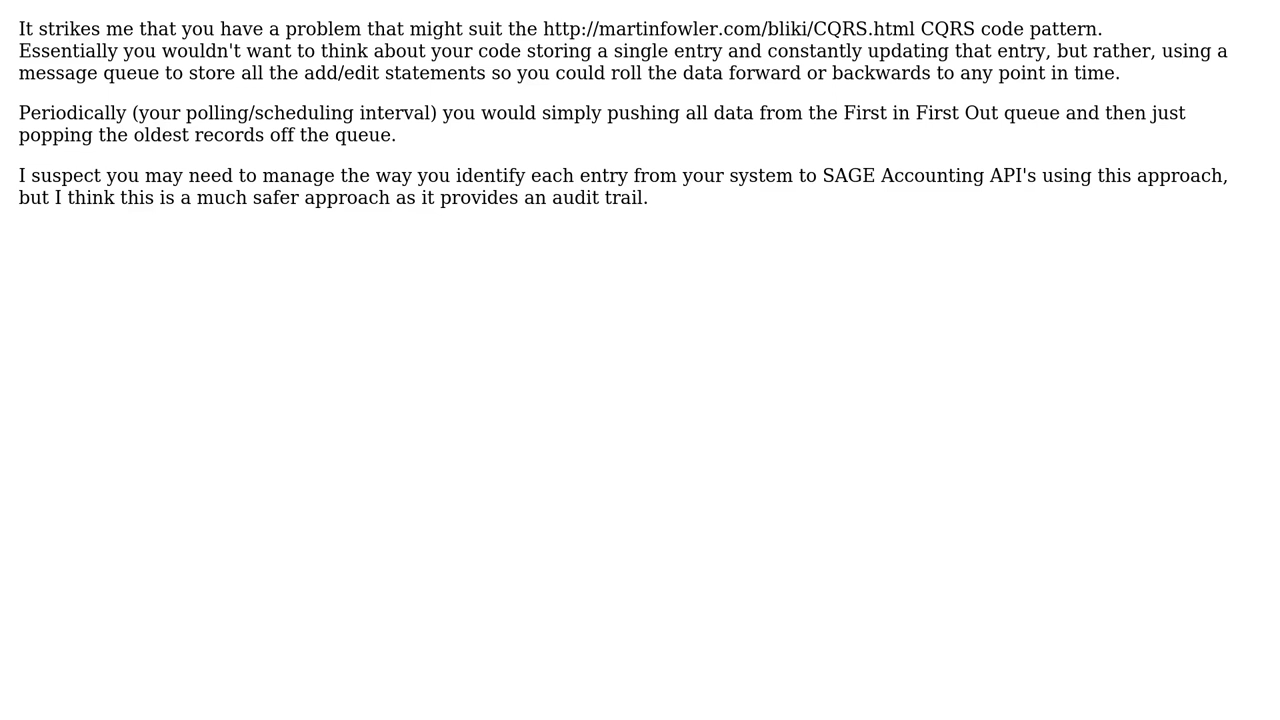 It strikes me that you have a problem that might suit the http://martinfowler.com/bliki/CQRS.html CQRS code pattern.
Essentially you wouldn't want to think about your code storing a single entry and constantly updating that entry, but rather, using a
message queue to store all the add/edit statements so you could roll the data forward or backwards to any point in time.
Periodically (your polling/scheduling interval) you would simply pushing all data from the First in First Out queue and then just
popping the oldest records off the queue.
I suspect you may need to manage the way you identify each entry from your system to SAGE Accounting API's using this approach,
but I think this is a much safer approach as it provides an audit trail.